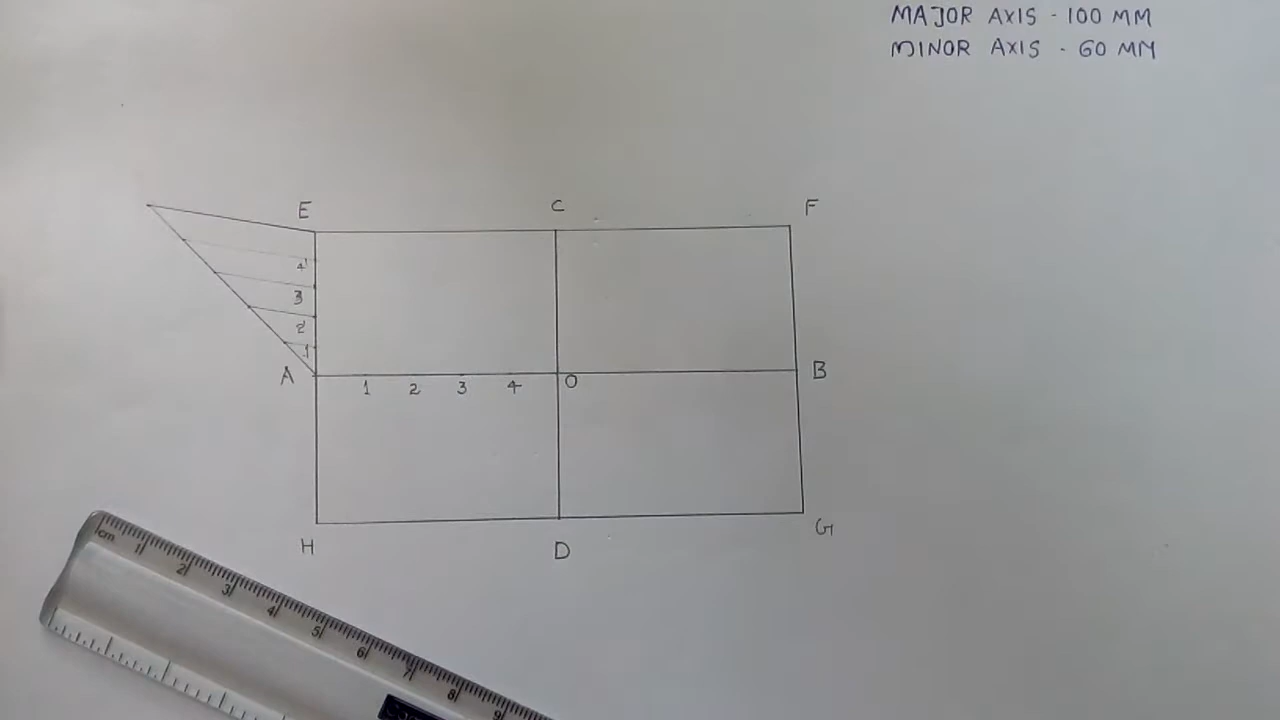 MAJOR AXIS - 100 MM
MINOR AXIS - 60 MM
E C F
4'
3'
2'
1'
A 1 2 3 4 O B
H D G
cm 1 2 3 4 5 6 7 8 9